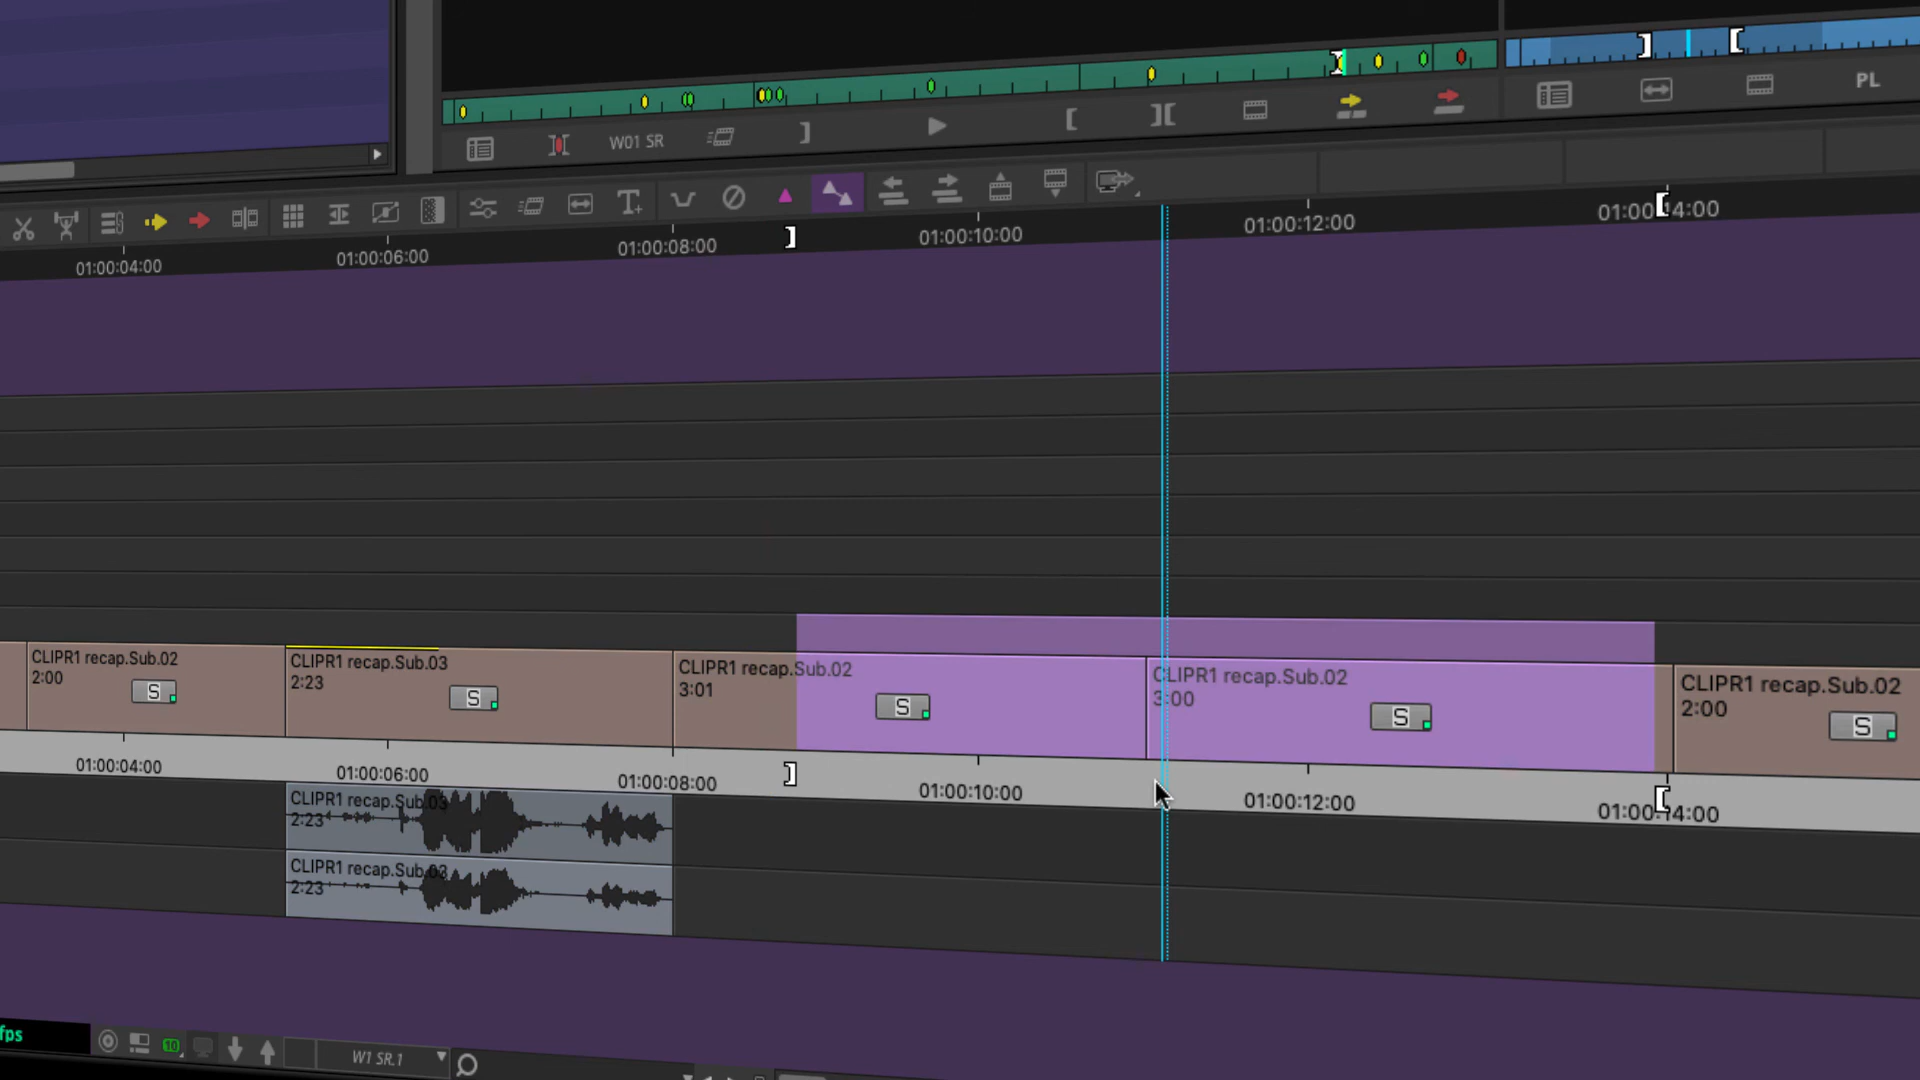 W01 SR
PL
01:00:04:00
01:00:06:00
01:00:08:00
01:00:10:00
01:00:12:00
01:00:14:00
CLIPR1 recap.Sub.02
2:00
S
CLIPR1 recap.Sub.03
2:23
S
CLIPR1 recap.Sub.02
3:01
S
CLIPR1 recap.Sub.02
3:00
S
CLIPR1 recap.Sub.02
2:00
S
01:00:04:00
01:00:06:00
01:00:08:00
01:00:10:00
01:00:12:00
01:00:14:00
CLIPR1 recap.Sub.03
2:23
CLIPR1 recap.Sub.03
2:23
fps
10
W1 SR.1